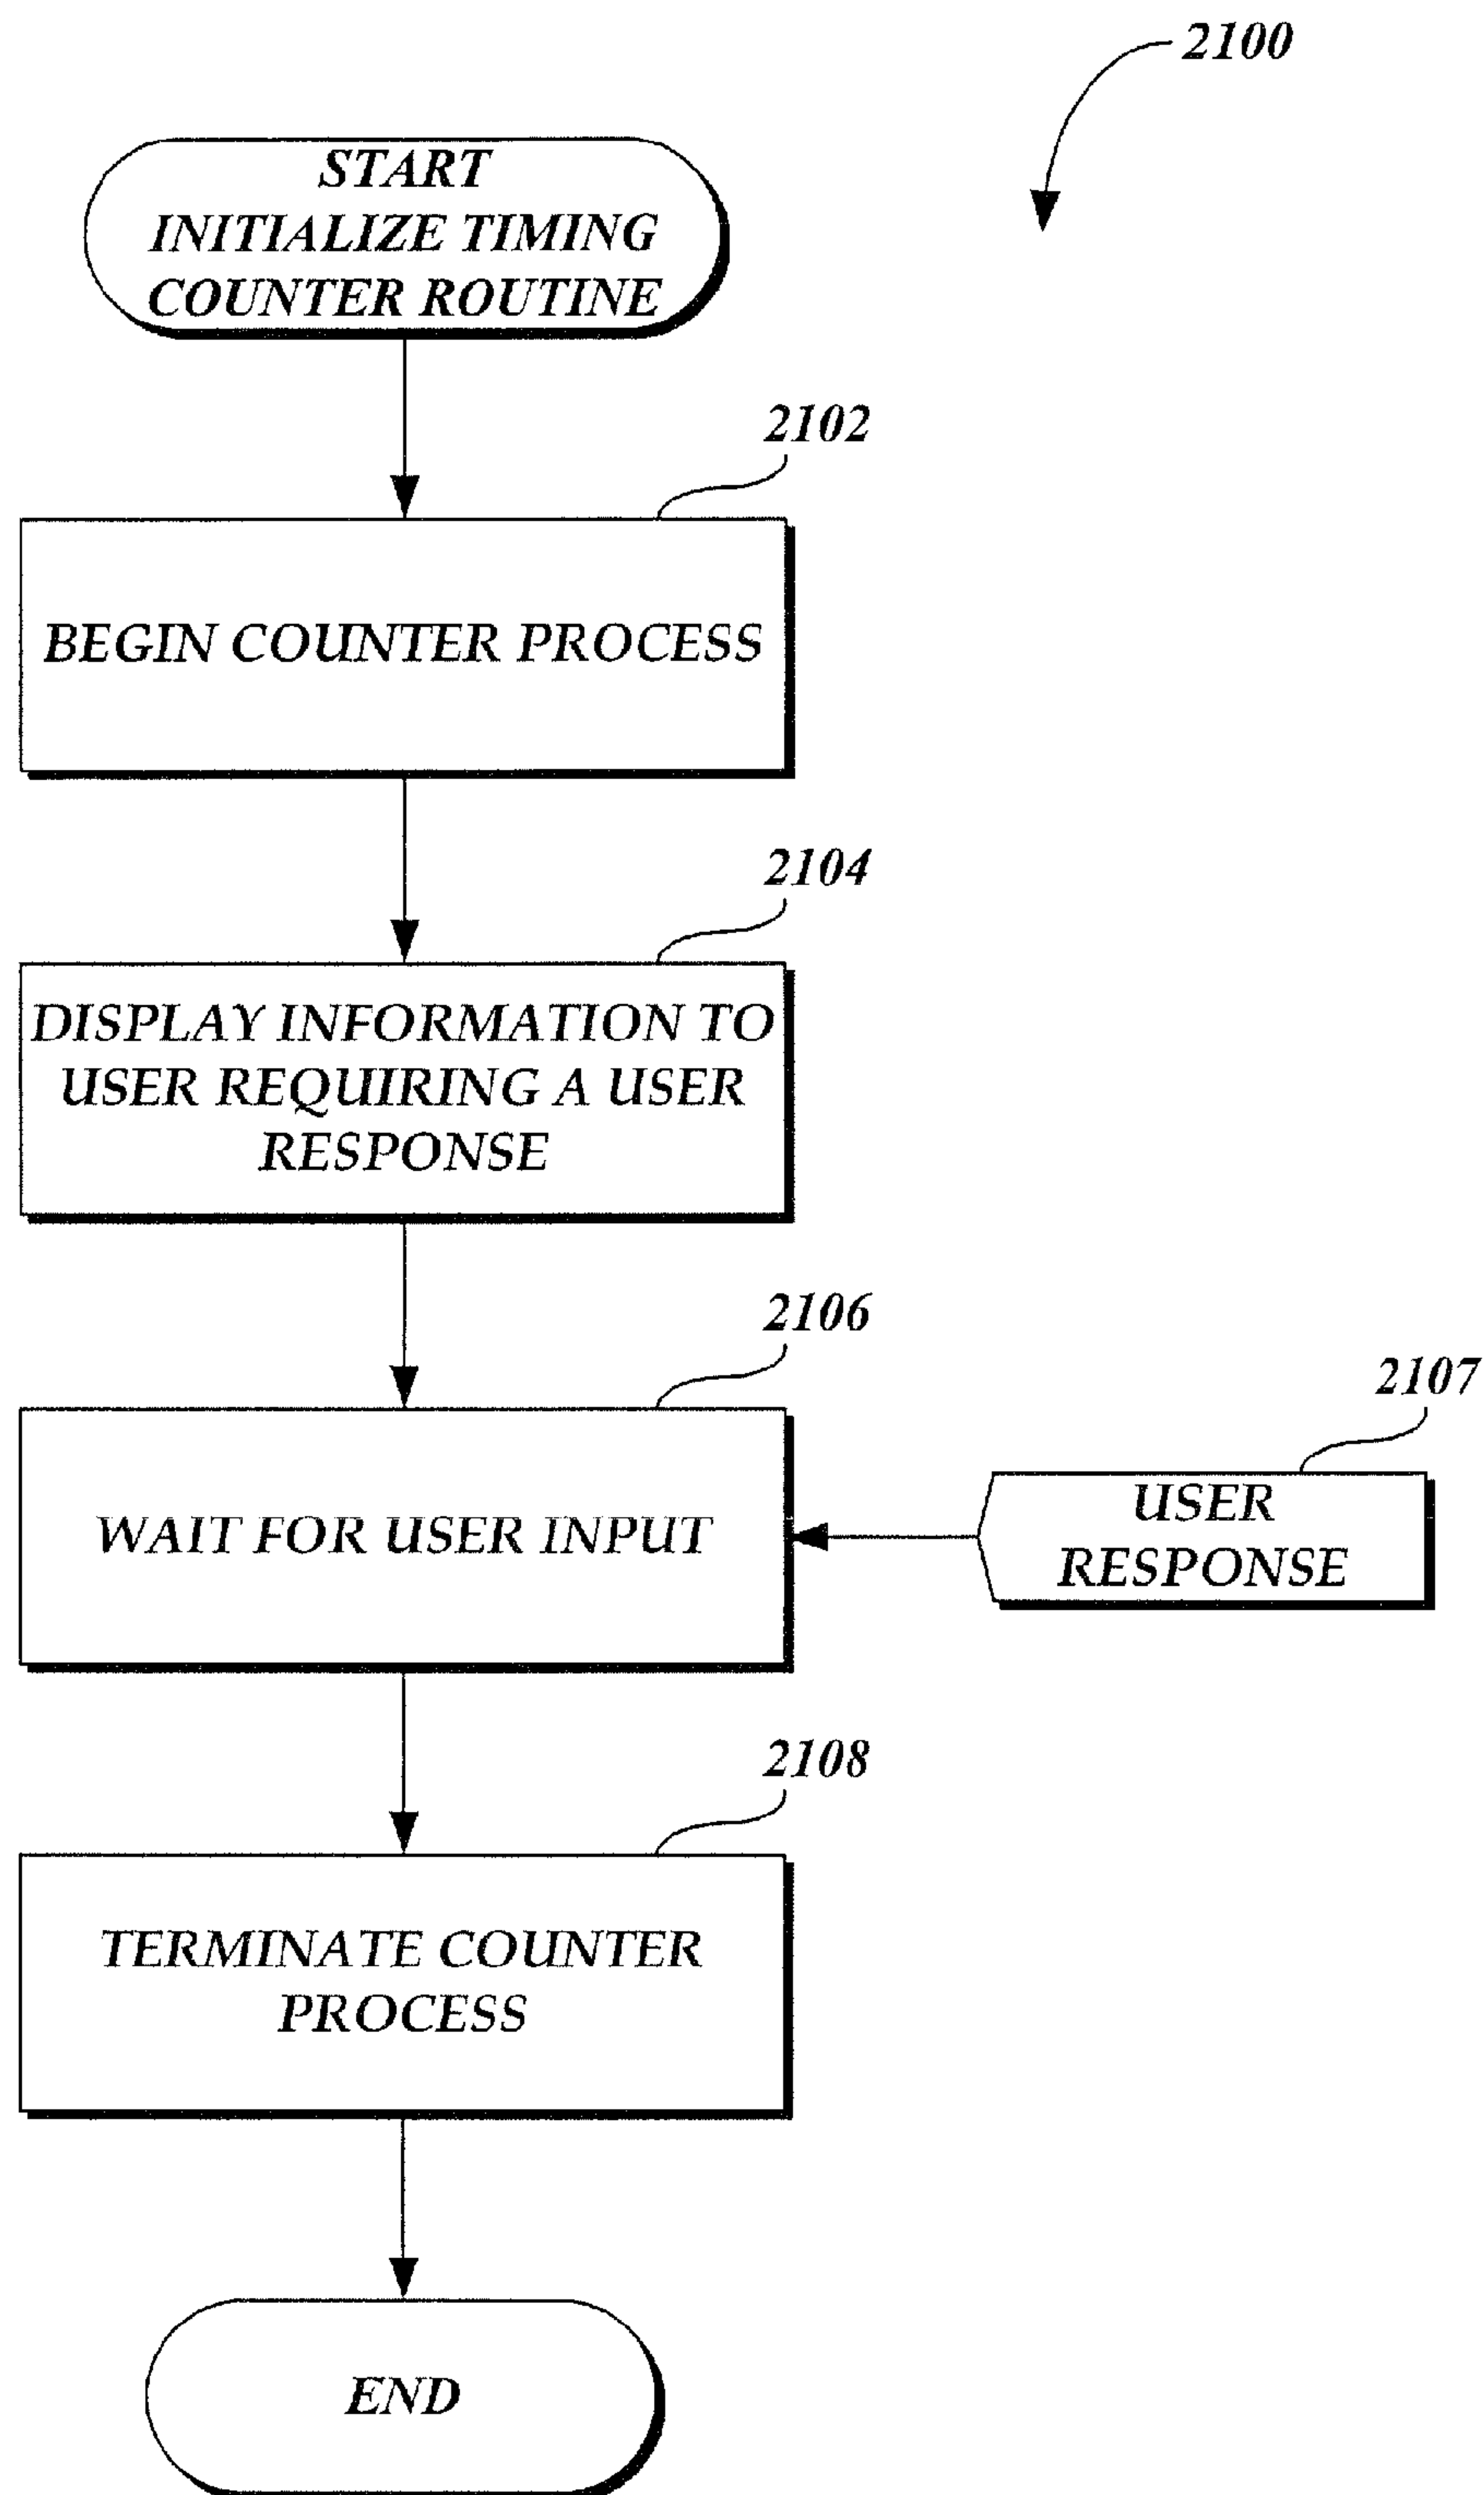 2100
START
INITIALIZE TIMING
COUNTER ROUTINE
2102
BEGIN COUNTER PROCESS
2104
DISPLAY INFORMATION TO
USER REQUIRING A USER
RESPONSE
2106
WAIT FOR USER INPUT
2107
USER
RESPONSE
2108
TERMINATE COUNTER
PROCESS
END